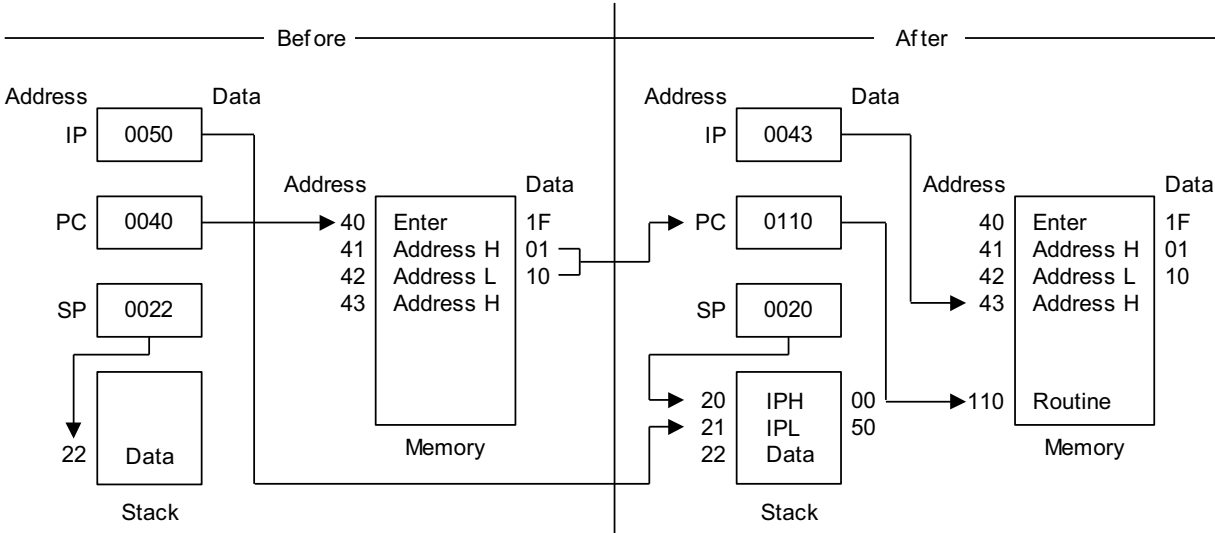 Before
Address Data
IP 0050
Address Data
PC 0040
40 Enter 1F
41 Address H 01
42 Address L 10
43 Address H
SP 0022
22 Data
Memory
Stack
After
Address Data
IP 0043
Address Data
PC 0110
40 Enter 1F
41 Address H 01
42 Address L 10
43 Address H
SP 0020
20 IPH 00
21 IPL 50
22 Data
110 Routine
Memory
Stack